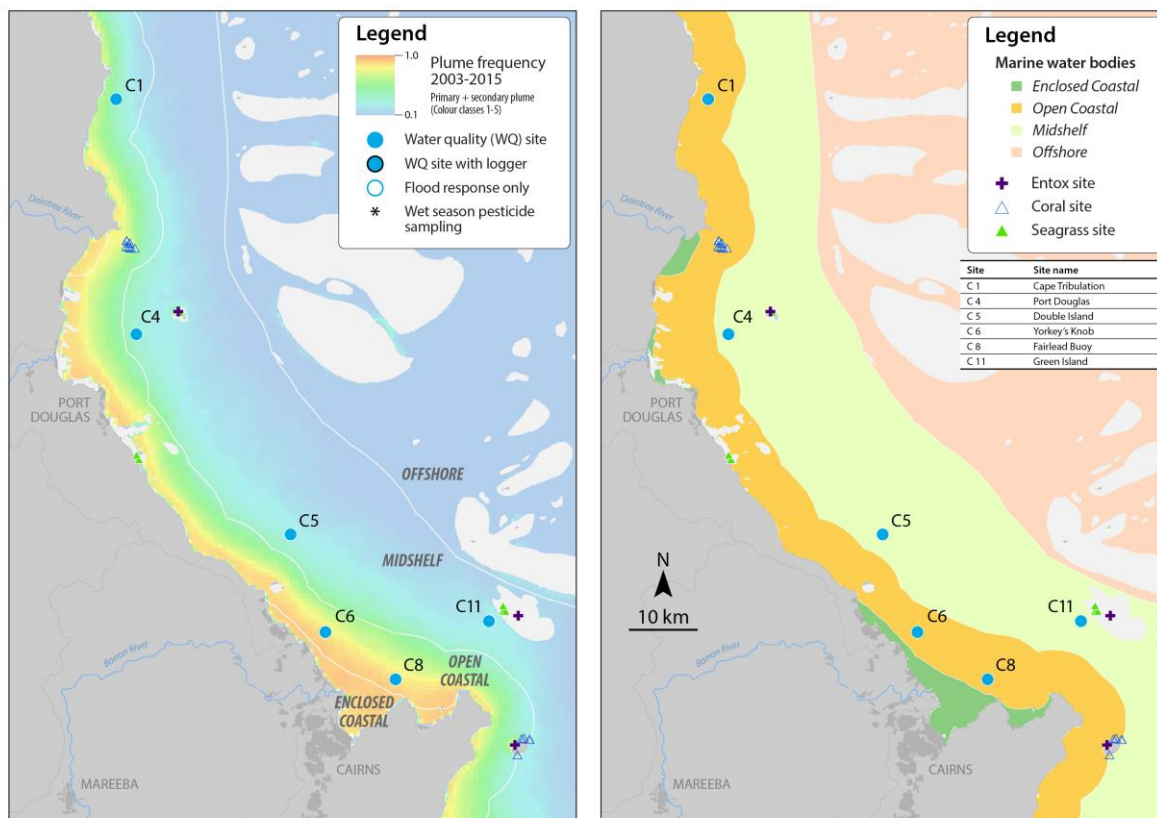 Legend
1.0
0.1
Plume frequency
2003-2015
Primary + secondary plume
(Colour classes 1-5)
Water quality (WQ) site
WQ site with logger
Flood response only
* Wet season pesticide
sampling
C1
Daintree River
C4
PORT
DOUGLAS
OFFSHORE
C5
MIDSHELF
C11
C6
OPEN
COASTAL
Barron River
C8
ENCLOSED
COASTAL
CAIRNS
MAREEBA
Legend
Marine water bodies
Enclosed Coastal
Open Coastal
Midshelf
Offshore
Entox site
Coral site
Seagrass site
Site Site name
C 1 Cape Tribulation
C 4 Port Douglas
C 5 Double Island
C 6 Yorkey's Knob
C 8 Fairlead Buoy
C 11 Green Island
C1
Daintree River
C4
PORT
DOUGLAS
C5
N
10 km
C11
C6
Barron River
C8
CAIRNS
MAREEBA